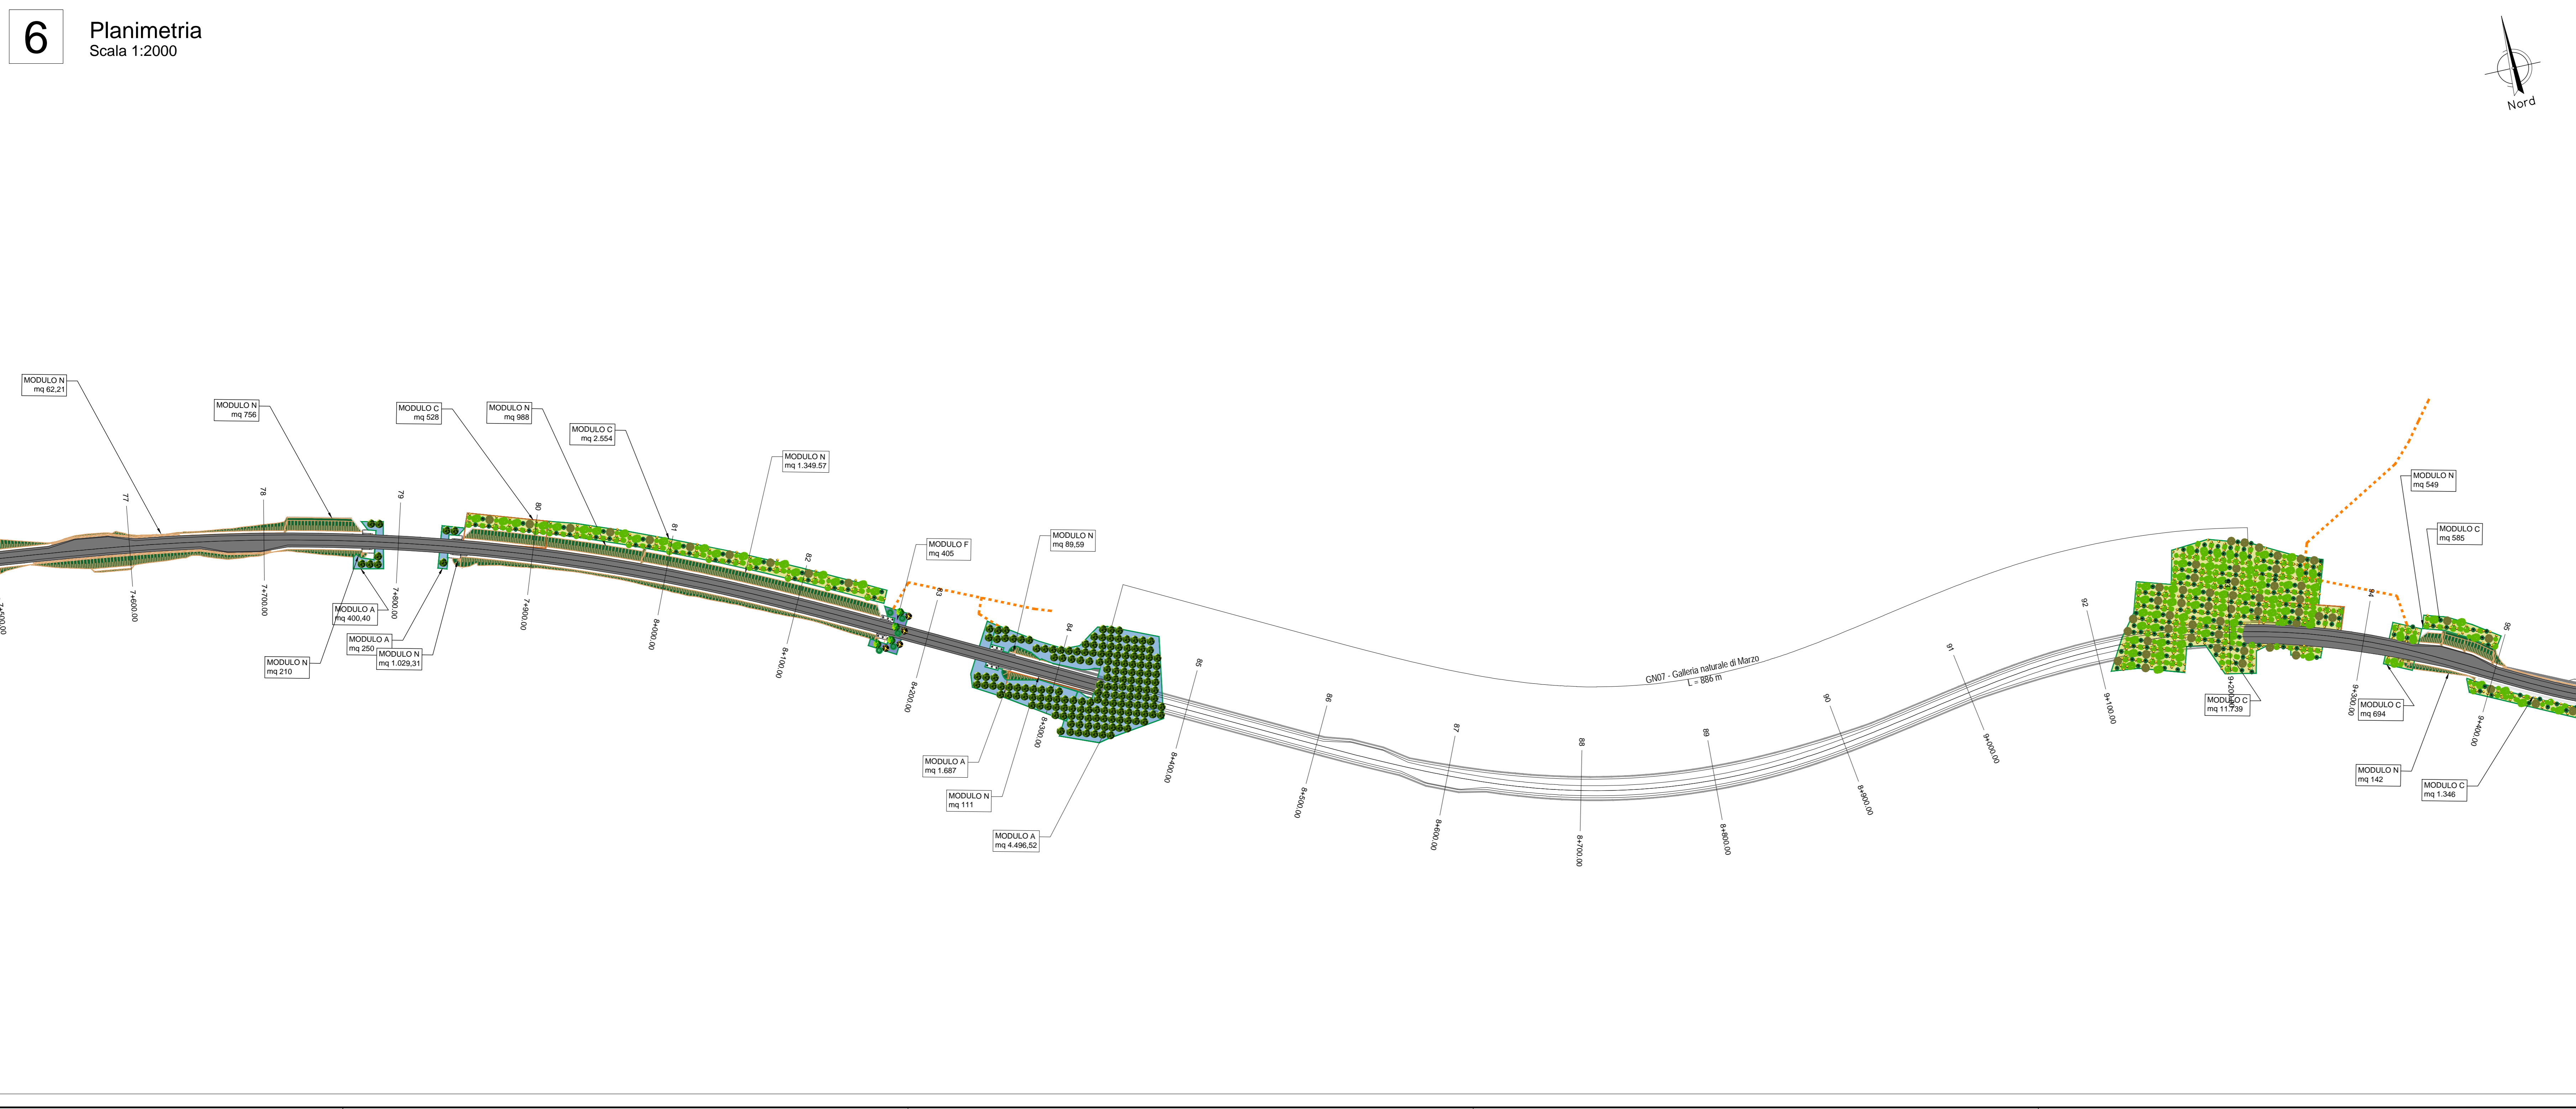 6
Planimetria
Scala 1:2000
Nord
MODULO N
mq 62,21
MODULO N
mq 756
MODULO C
mq 528
MODULO N
mq 988
MODULO C
mq 2.554
MODULO N
mq 1.349.57
MODULO F
mq 405
MODULO N
mq 89,59
MODULO N
mq 549
MODULO C
mq 585
77
78
79
80
81
82
83
84
85
86
87
88
89
90
91
92
94
95
7+500.00
7+600.00
7+700.00
7+800.00
7+900.00
8+000.00
8+100.00
8+200.00
8+300.00
8+400.00
8+500.00
8+600.00
8+700.00
8+800.00
8+900.00
9+000.00
9+100.00
9+200.00
9+300.00
9+400.00
GN07 - Galleria naturale di Marzo
L = 886 m
MODULO A
mq 400,40
MODULO A
mq 250
MODULO N
mq 1.029,31
MODULO N
mq 210
MODULO A
mq 1.687
MODULO N
mq 111
MODULO A
mq 4.496,52
MODULO C
mq 11.739
MODULO C
mq 694
MODULO N
mq 142
MODULO C
mq 1.346